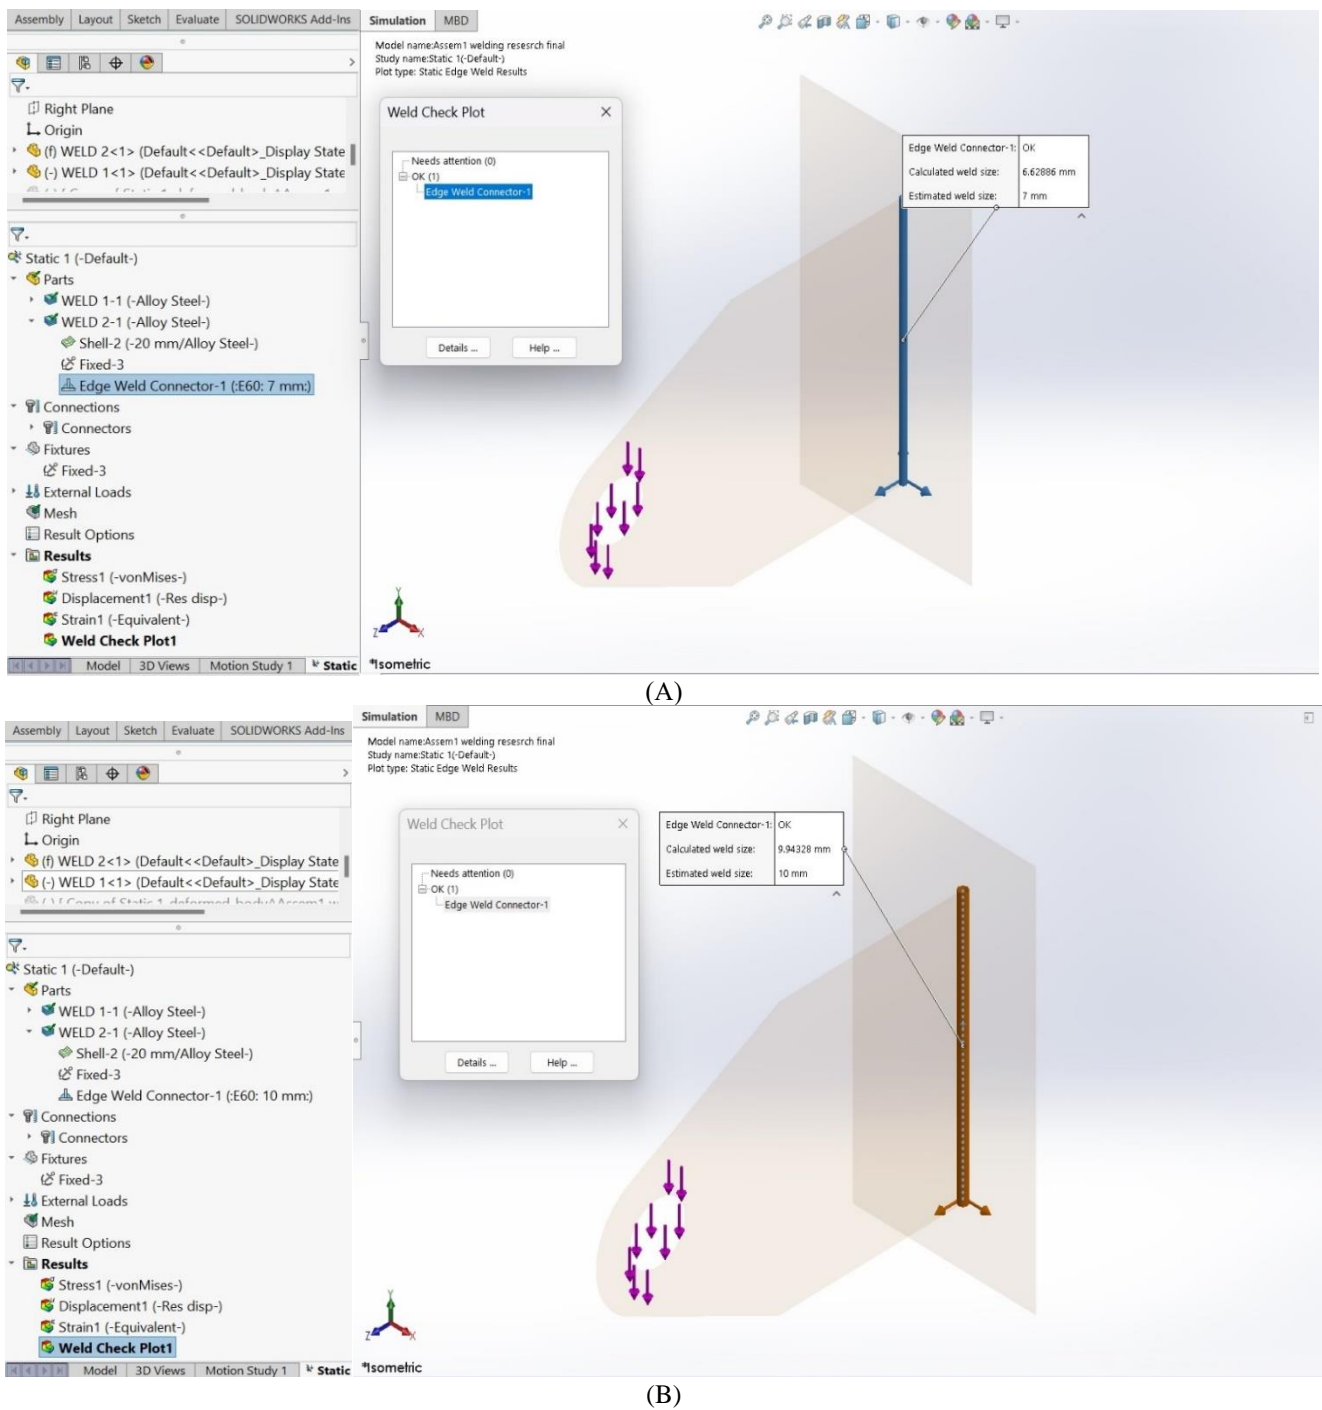 Assembly Layout Sketch Evaluate SOLIDWORKS Add-Ins Simulation MBD
Model name:Assem1 welding resesrch final
Study name:Static 1(-Default-)
Plot type: Static Edge Weld Results
Right Plane
Origin
(f) WELD 2<1> (Default<<Default>_Display State
(-) WELD 1<1> (Default<<Default>_Display State
Static 1 (-Default-)
Parts
WELD 1-1 (-Alloy Steel-)
WELD 2-1 (-Alloy Steel-)
Shell-2 (-20 mm/Alloy Steel-)
Fixed-3
Edge Weld Connector-1 (:E60: 7 mm:)
Connections
Connectors
Fixtures
Fixed-3
External Loads
Mesh
Result Options
Results
Stress1 (-vonMises-)
Displacement1 (-Res disp-)
Strain1 (-Equivalent-)
Weld Check Plot1
Model 3D Views Motion Study 1 Static
Weld Check Plot
Needs attention (0)
OK (1)
Edge Weld Connector-1
Details ... Help ...
Edge Weld Connector-1: OK
Calculated weld size: 6.62886 mm
Estimated weld size: 7 mm
Y
Z X
*Isometric
(A)
Assembly Layout Sketch Evaluate SOLIDWORKS Add-Ins Simulation MBD
Model name:Assem1 welding resesrch final
Study name:Static 1(-Default-)
Plot type: Static Edge Weld Results
Right Plane
Origin
(f) WELD 2<1> (Default<<Default>_Display State
(-) WELD 1<1> (Default<<Default>_Display State
Static 1 (-Default-)
Parts
WELD 1-1 (-Alloy Steel-)
WELD 2-1 (-Alloy Steel-)
Shell-2 (-20 mm/Alloy Steel-)
Fixed-3
Edge Weld Connector-1 (:E60: 10 mm:)
Connections
Connectors
Fixtures
Fixed-3
External Loads
Mesh
Result Options
Results
Stress1 (-vonMises-)
Displacement1 (-Res disp-)
Strain1 (-Equivalent-)
Weld Check Plot1
Model 3D Views Motion Study 1 Static
Weld Check Plot
Needs attention (0)
OK (1)
Edge Weld Connector-1
Details ... Help ...
Edge Weld Connector-1: OK
Calculated weld size: 9.94328 mm
Estimated weld size: 10 mm
Y
Z X
*Isometric
(B)